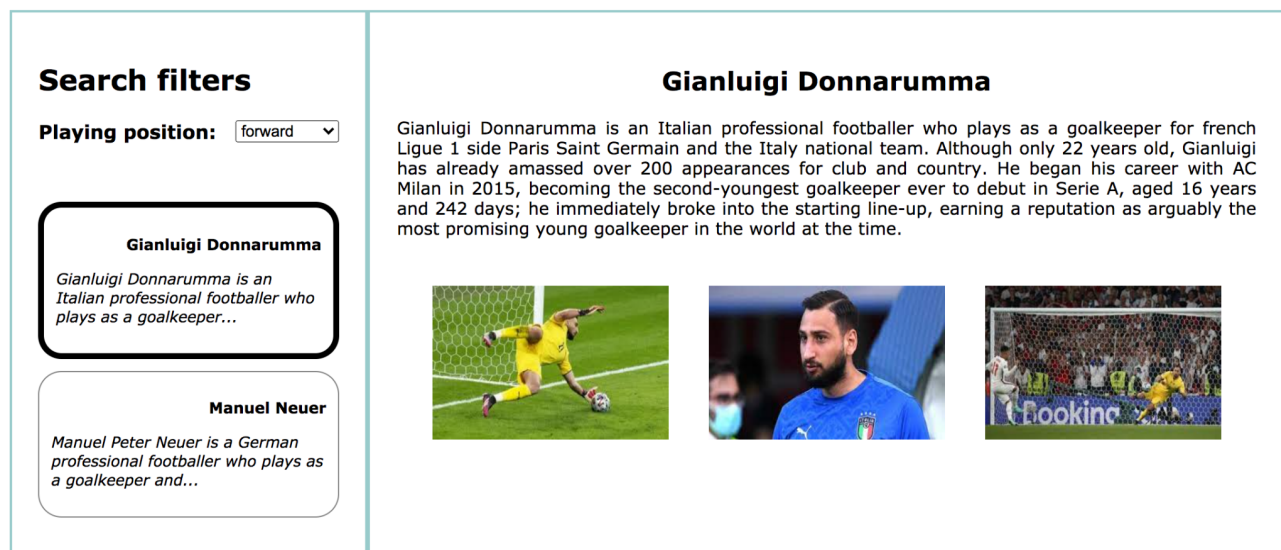 Search filters
Playing position: forward
Gianluigi Donnarumma
Gianluigi Donnarumma is an
Italian professional footballer who
plays as a goalkeeper...
Manuel Neuer
Manuel Peter Neuer is a German
professional footballer who plays as
a goalkeeper and...
Gianluigi Donnarumma
Gianluigi Donnarumma is an Italian professional footballer who plays as a goalkeeper for french
Ligue 1 side Paris Saint Germain and the Italy national team. Although only 22 years old, Gianluigi
has already amassed over 200 appearances for club and country. He began his career with AC
Milan in 2015, becoming the second-youngest goalkeeper ever to debut in Serie A, aged 16 years
and 242 days; he immediately broke into the starting line-up, earning a reputation as arguably the
most promising young goalkeeper in the world at the time.
Booking